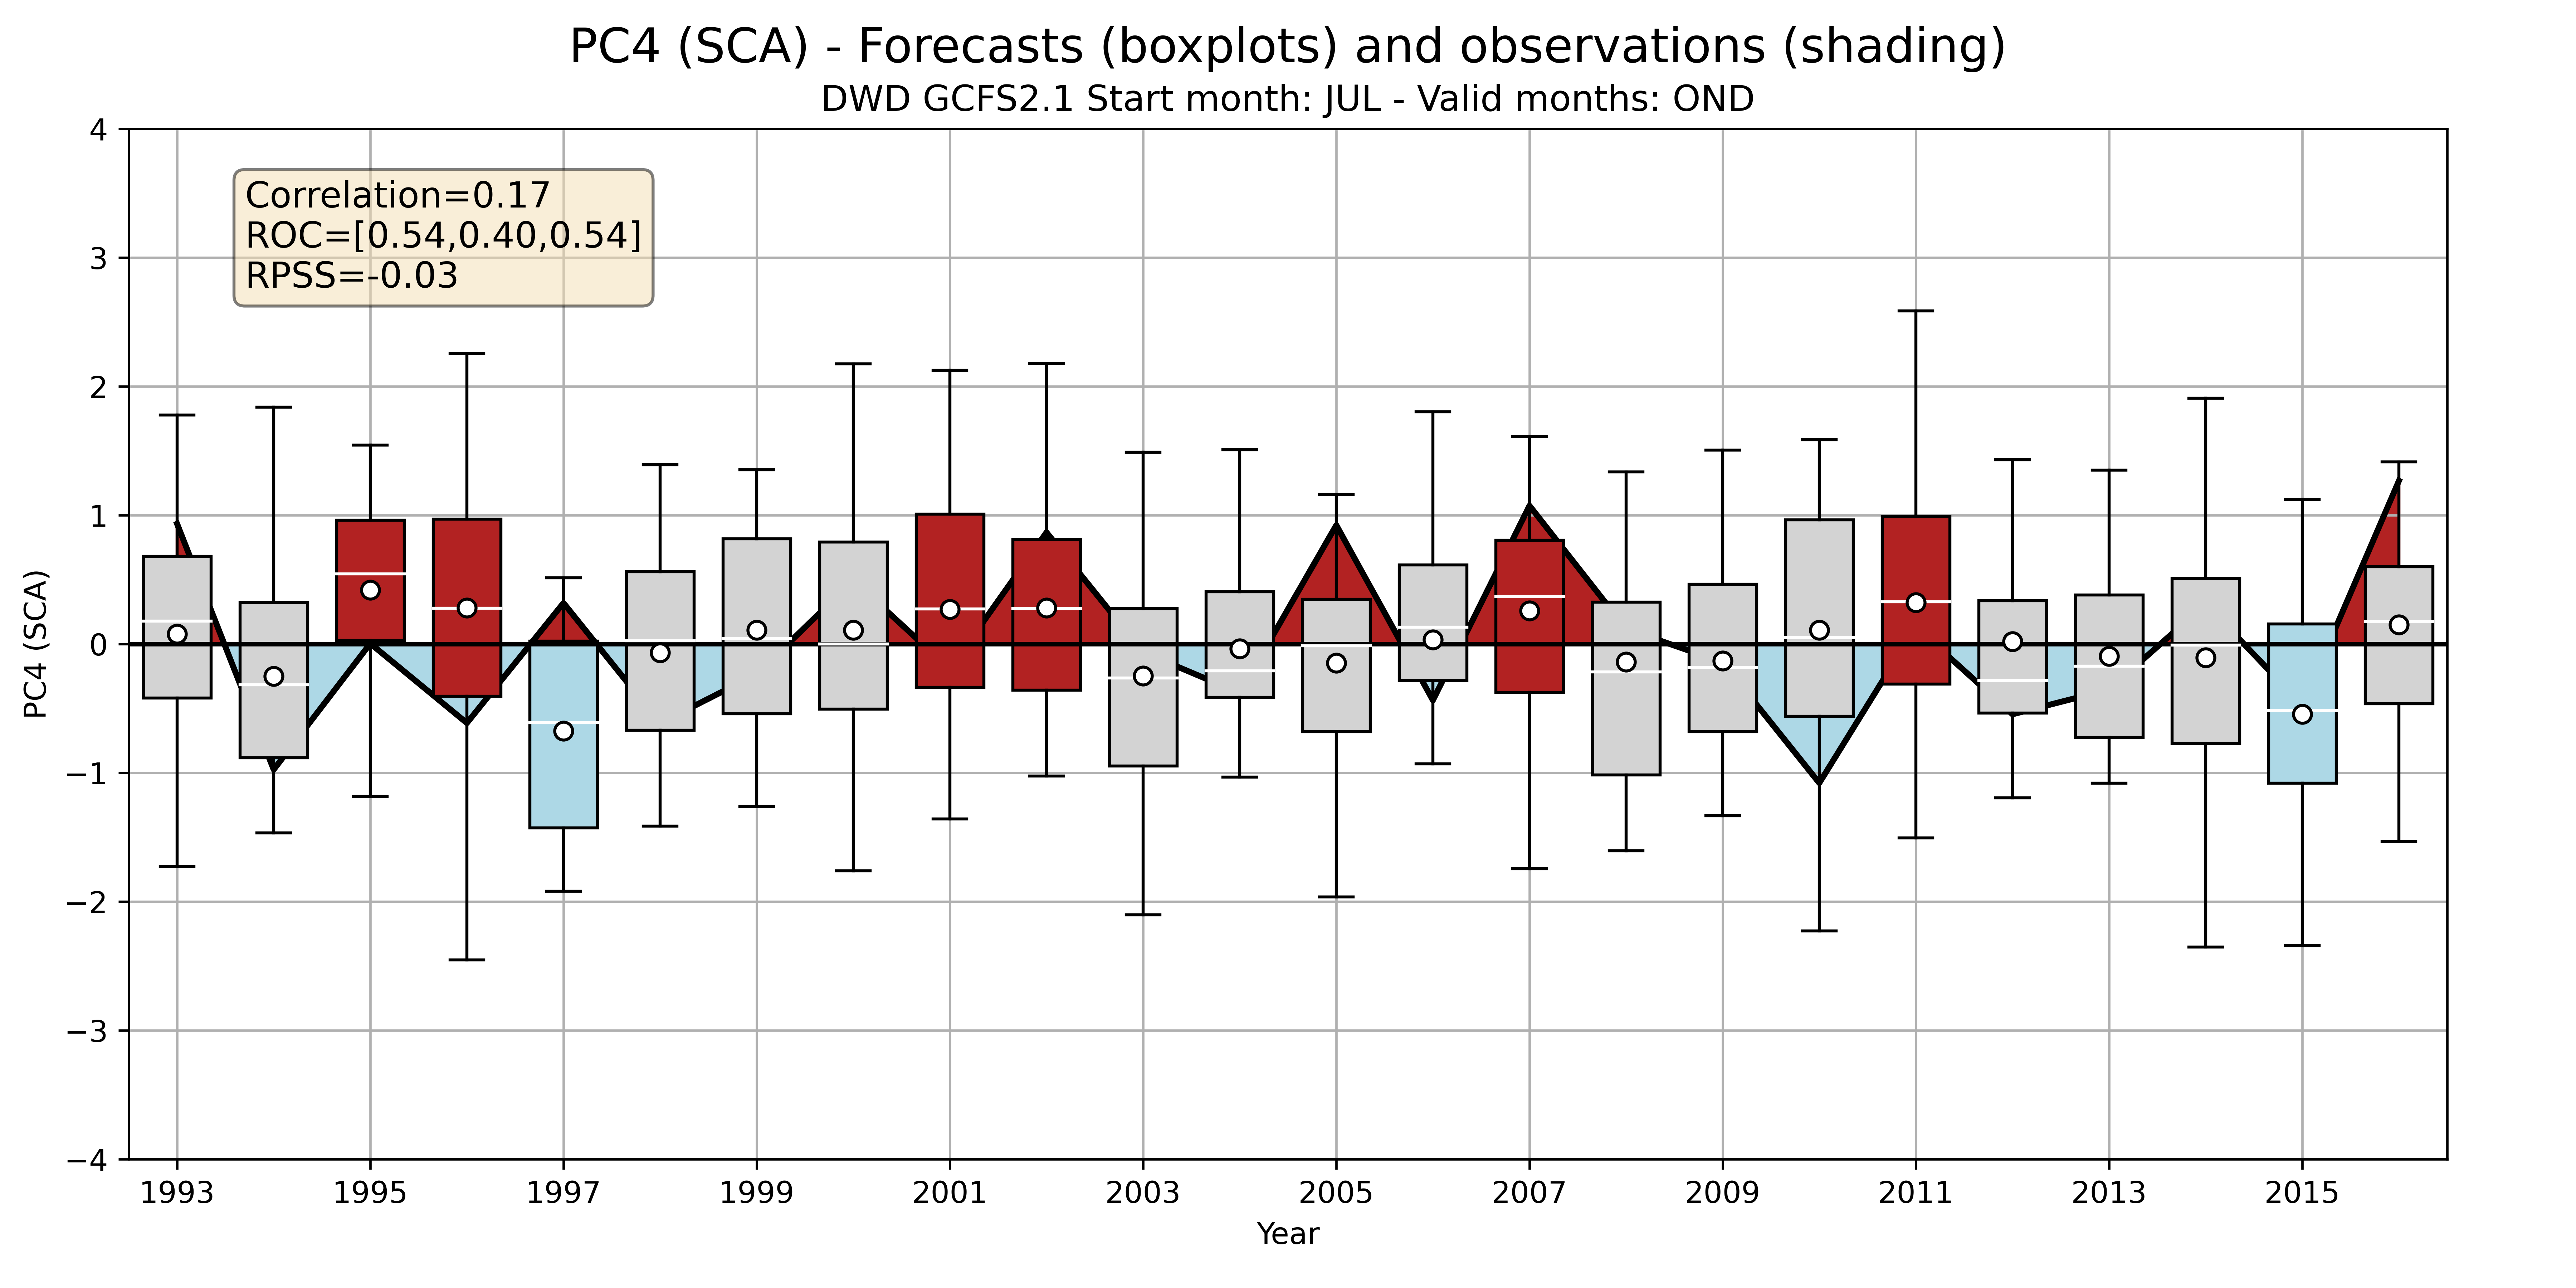 PC4 (SCA) - Forecasts (boxplots) and observations (shading)
DWD GCFS2.1 Start month: JUL - Valid months: OND
Correlation=0.17
ROC=[0.54,0.40,0.54]
RPSS=-0.03
PC4 (SCA)
4
3
2
1
0
−1
−2
−3
−4
1993 1995 1997 1999 2001 2003 2005 2007 2009 2011 2013 2015
Year